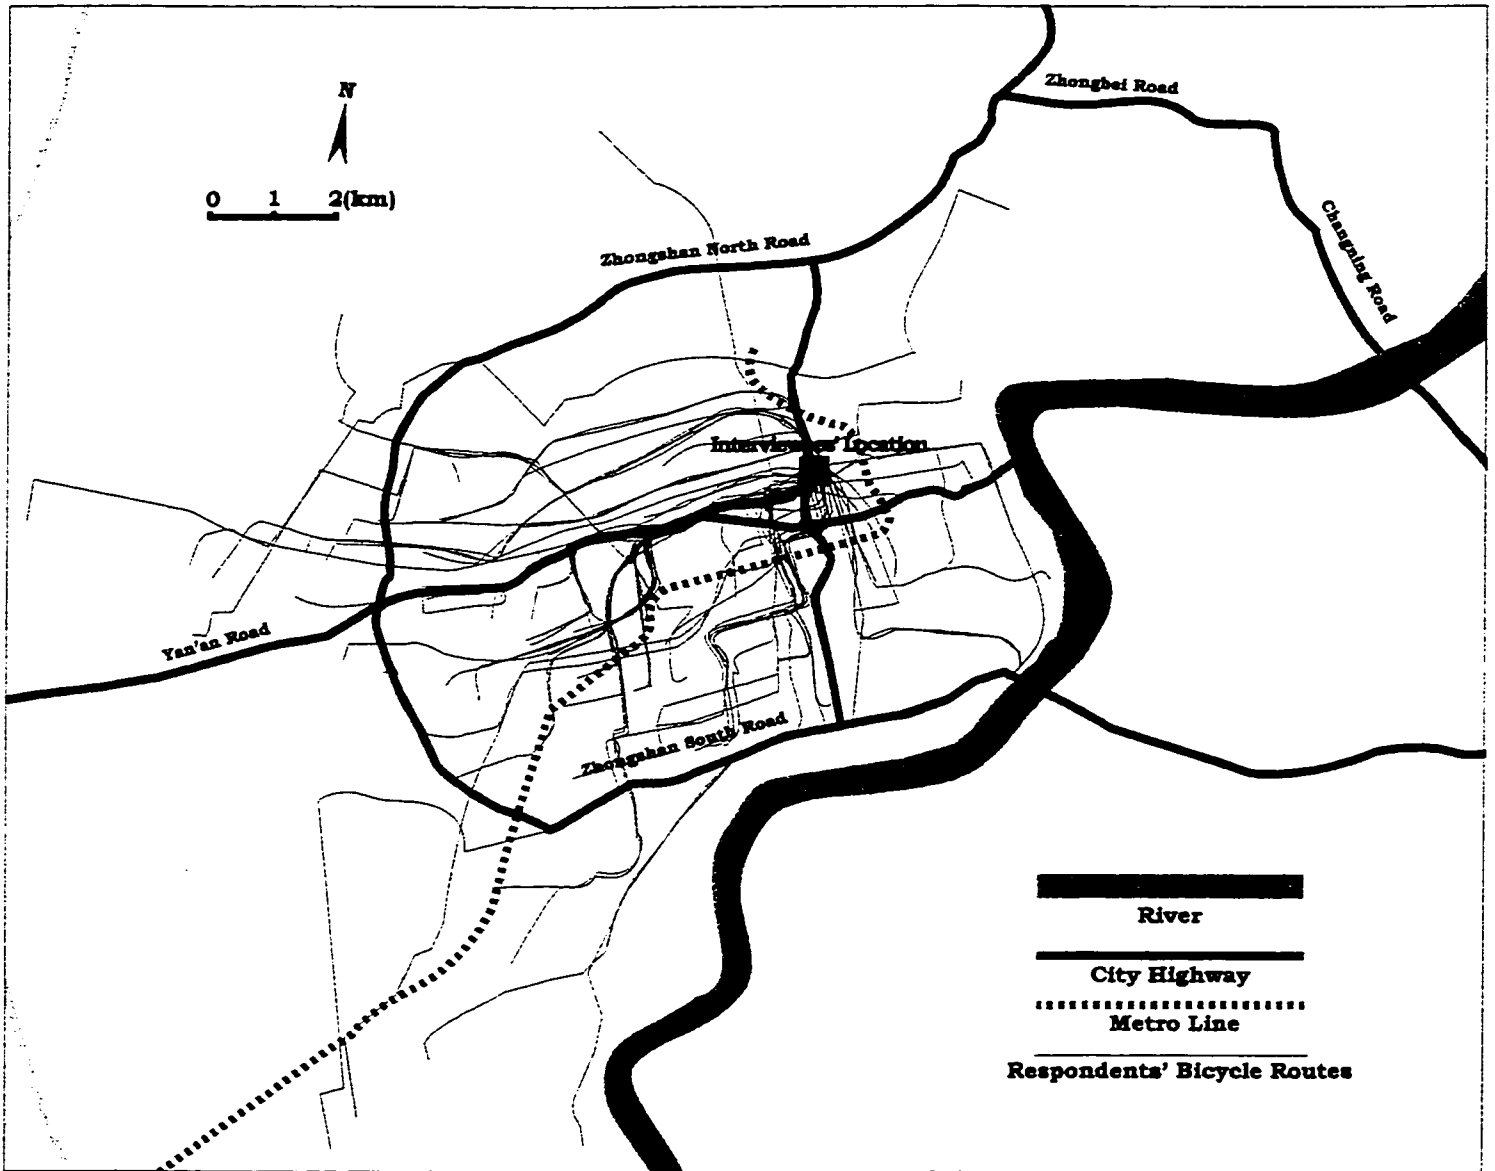 Zhongbei Road
N
0 1 2(km)
Changning Road
Zhongshan North Road
Interviewees' Location
Yan'an Road
Zhongshan South Road
River
City Highway
Metro Line
Respondents' Bicycle Routes